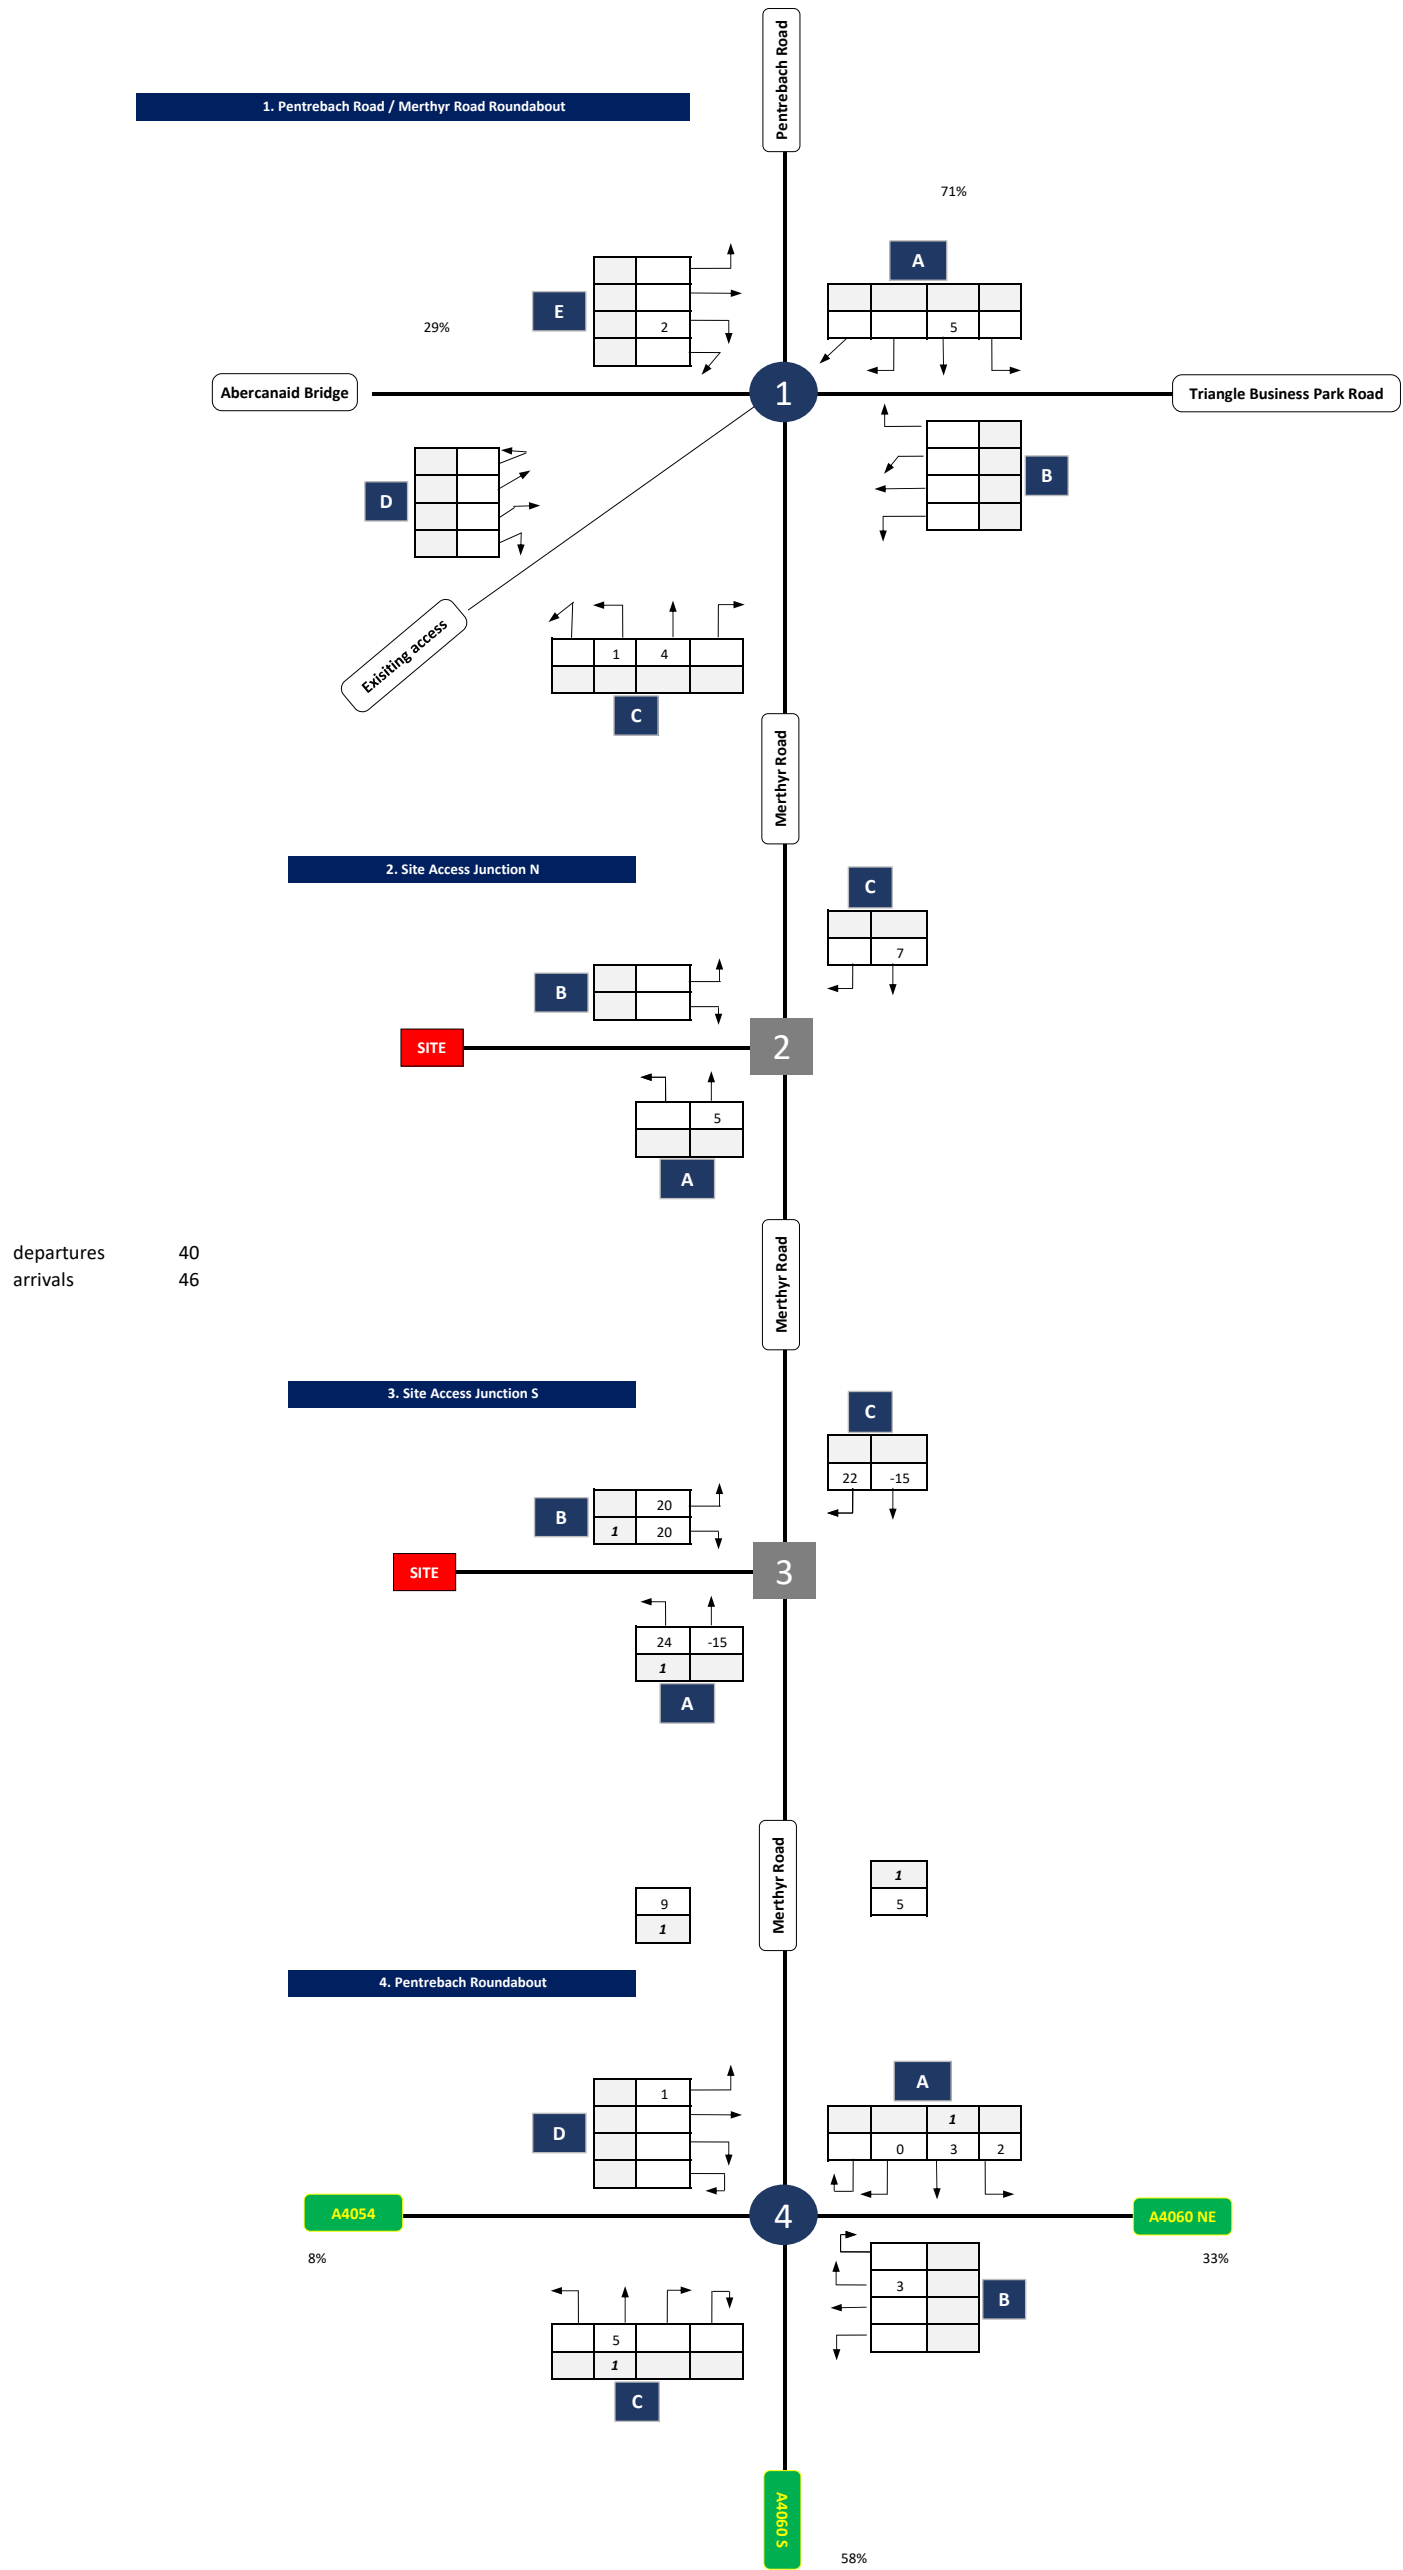 Pentrebach Road
1. Pentrebach Road / Merthyr Road Roundabout
71%
A
E
29%
2
5
Abercanaid Bridge
1
Triangle Business Park Road
B
D
Exisiting access
1 4
C
Merthyr Road
2. Site Access Junction N
C
7
B
SITE
2
5
A
departures 40
arrivals 46
Merthyr Road
3. Site Access Junction S
C
22 -15
B
20
1 20
SITE
3
24 -15
1
A
Merthyr Road
1
5
9
1
4. Pentrebach Roundabout
A
1
0 3 2
D
1
A4054
4
A4060 NE
8%
33%
3
B
5
1
C
A4060 S
58%